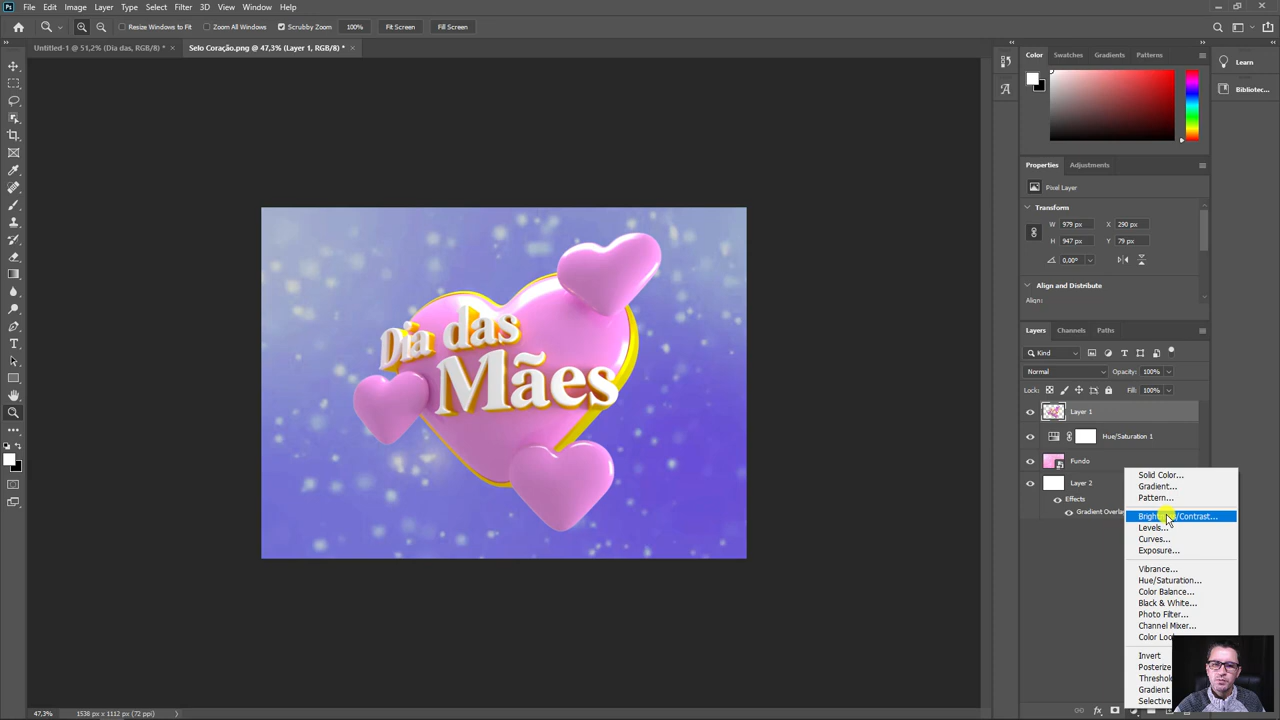 File Edit Image Layer Type Select Filter 3D View Window Help
Resize Windows to Fit Zoom All Windows Scrubby Zoom 100% Fit Screen Fill Screen
Untitled-1 @ 51,2% (Dia das, RGB/8) * × Selo Coração.png @ 47,3% (Layer 1, RGB/8) * ×
Color Swatches Gradients Patterns
Learn
Bibliotec...
Properties Adjustments
Pixel Layer
Transform
W 979 px X 290 px
H 947 px Y 79 px
0,00°
Align and Distribute
Align:
Layers Channels Paths
Kind
Normal Opacity: 100%
Lock: Fill: 100%
Layer 1
Hue/Saturation 1
Fundo
Layer 2
Effects
Gradient Overla
Solid Color...
Gradient...
Pattern...
Levels...
Curves...
Exposure...
Vibrance...
Hue/Saturation...
Color Balance...
Black & White...
Photo Filter...
Channel Mixer...
Color
Invert
Posterize
Threshold
Gradient
Selective
Dia das
Mães
47,3% 1538 px x 1112 px (72 ppi)